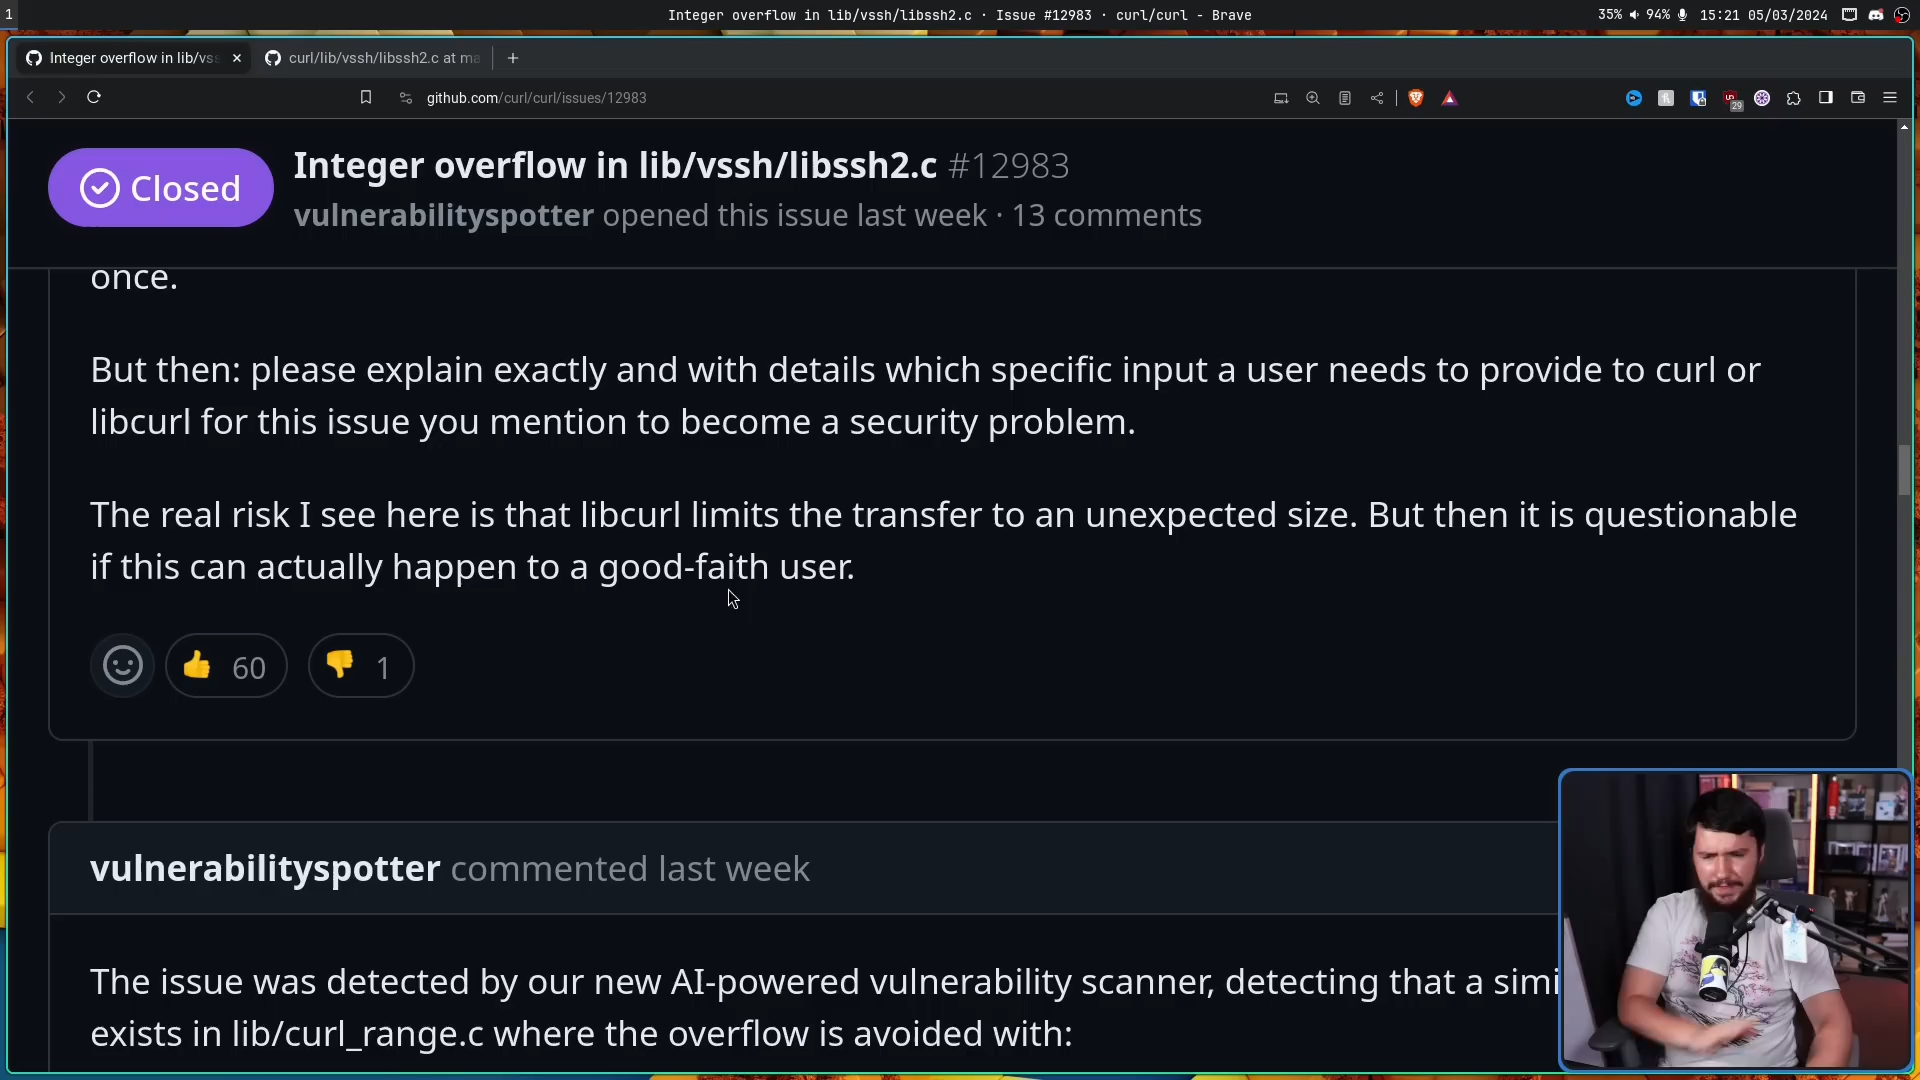 1
Integer overflow in lib/vssh/libssh2.c · Issue #12983 · curl/curl - Brave
35% 94% 15:21 05/03/2024
Integer overflow in lib/vss
curl/lib/vssh/libssh2.c at ma
github.com/curl/curl/issues/12983
29
Closed
Integer overflow in lib/vssh/libssh2.c #12983
vulnerabilityspotter opened this issue last week · 13 comments
once.
But then: please explain exactly and with details which specific input a user needs to provide to curl or
libcurl for this issue you mention to become a security problem.
The real risk I see here is that libcurl limits the transfer to an unexpected size. But then it is questionable
if this can actually happen to a good-faith user.
👍 60 👎 1
vulnerabilityspotter commented last week
The issue was detected by our new AI-powered vulnerability scanner, detecting that a simi
exists in lib/curl_range.c where the overflow is avoided with: